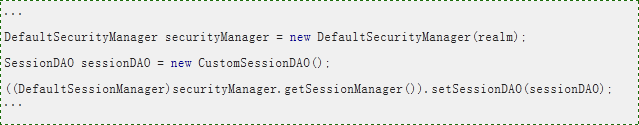 ...
DefaultSecurityManager securityManager = new DefaultSecurityManager(realm);
SessionDAO sessionDAO = new CustomSessionDAO();
((DefaultSessionManager)securityManager.getSessionManager()).setSessionDAO(sessionDAO);
...